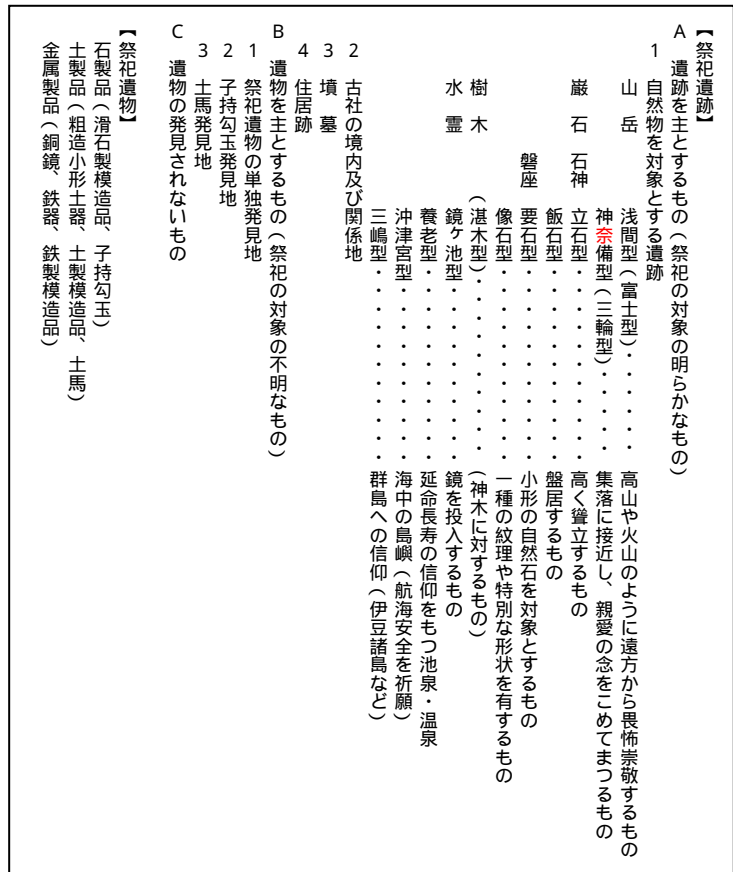 【祭祀遺跡】
A 遺跡を主とするもの(祭祀の対象の明らかなもの)
1 自然物を対象とする遺跡
山岳 浅間型(富士型)・・・・・・高山や火山のように遠方から畏怖崇敬するもの
神奈備型(三輪型)・・・・・集落に接近し、親愛の念をこめてまつるもの
巌石 石神 立石型・・・・・・・・・・高く聳立するもの
飯石型・・・・・・・・・・盤居するもの
磐座 要石型・・・・・・・・・・小形の自然石を対象とするもの
像石型・・・・・・・・・・一種の紋理や特別な形状を有するもの
樹木 (湛木型)・・・・・・・・・(神木に対するもの)
水霊 鏡ヶ池型・・・・・・・・・鏡を投入するもの
養老型・・・・・・・・・・延命長寿の信仰をもつ池泉・温泉
沖津宮型・・・・・・・・・海中の島嶼(航海安全を祈願)
三嶋型・・・・・・・・・・群島への信仰(伊豆諸島など)
2 古社の境内及び関係地
3 墳墓
4 住居跡
B 遺物を主とするもの(祭祀の対象の不明なもの)
1 祭祀遺物の単独発見地
2 子持勾玉発見地
3 土馬発見地
C 遺物の発見されないもの
【祭祀遺物】
石製品(滑石製模造品、子持勾玉)
土製品(粗造小形土器、土製模造品、土馬)
金属製品(銅鏡、鉄器、鉄製模造品)